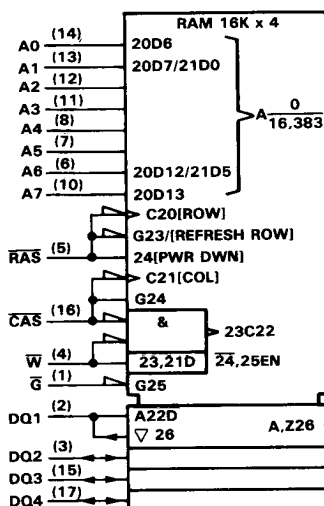 RAM 16K x 4
A0 (14) 20D6
A1 (13) 20D7/21D0
A2 (12)
A3 (11)
A4 (8)
A5 (7)
A6 (6) 20D12/21D5
A7 (10) 20D13
A 0/16,383
C20[ROW]
G23/[REFRESH ROW]
RAS (5) 24[PWR DWN]
C21[COL]
G24
CAS (16) & 23C22
W (4) 23,21D 24,25EN
G (1) G25
DQ1 (2) A22D
▽ 26 A,Z26
DQ2 (3)
DQ3 (15)
DQ4 (17)